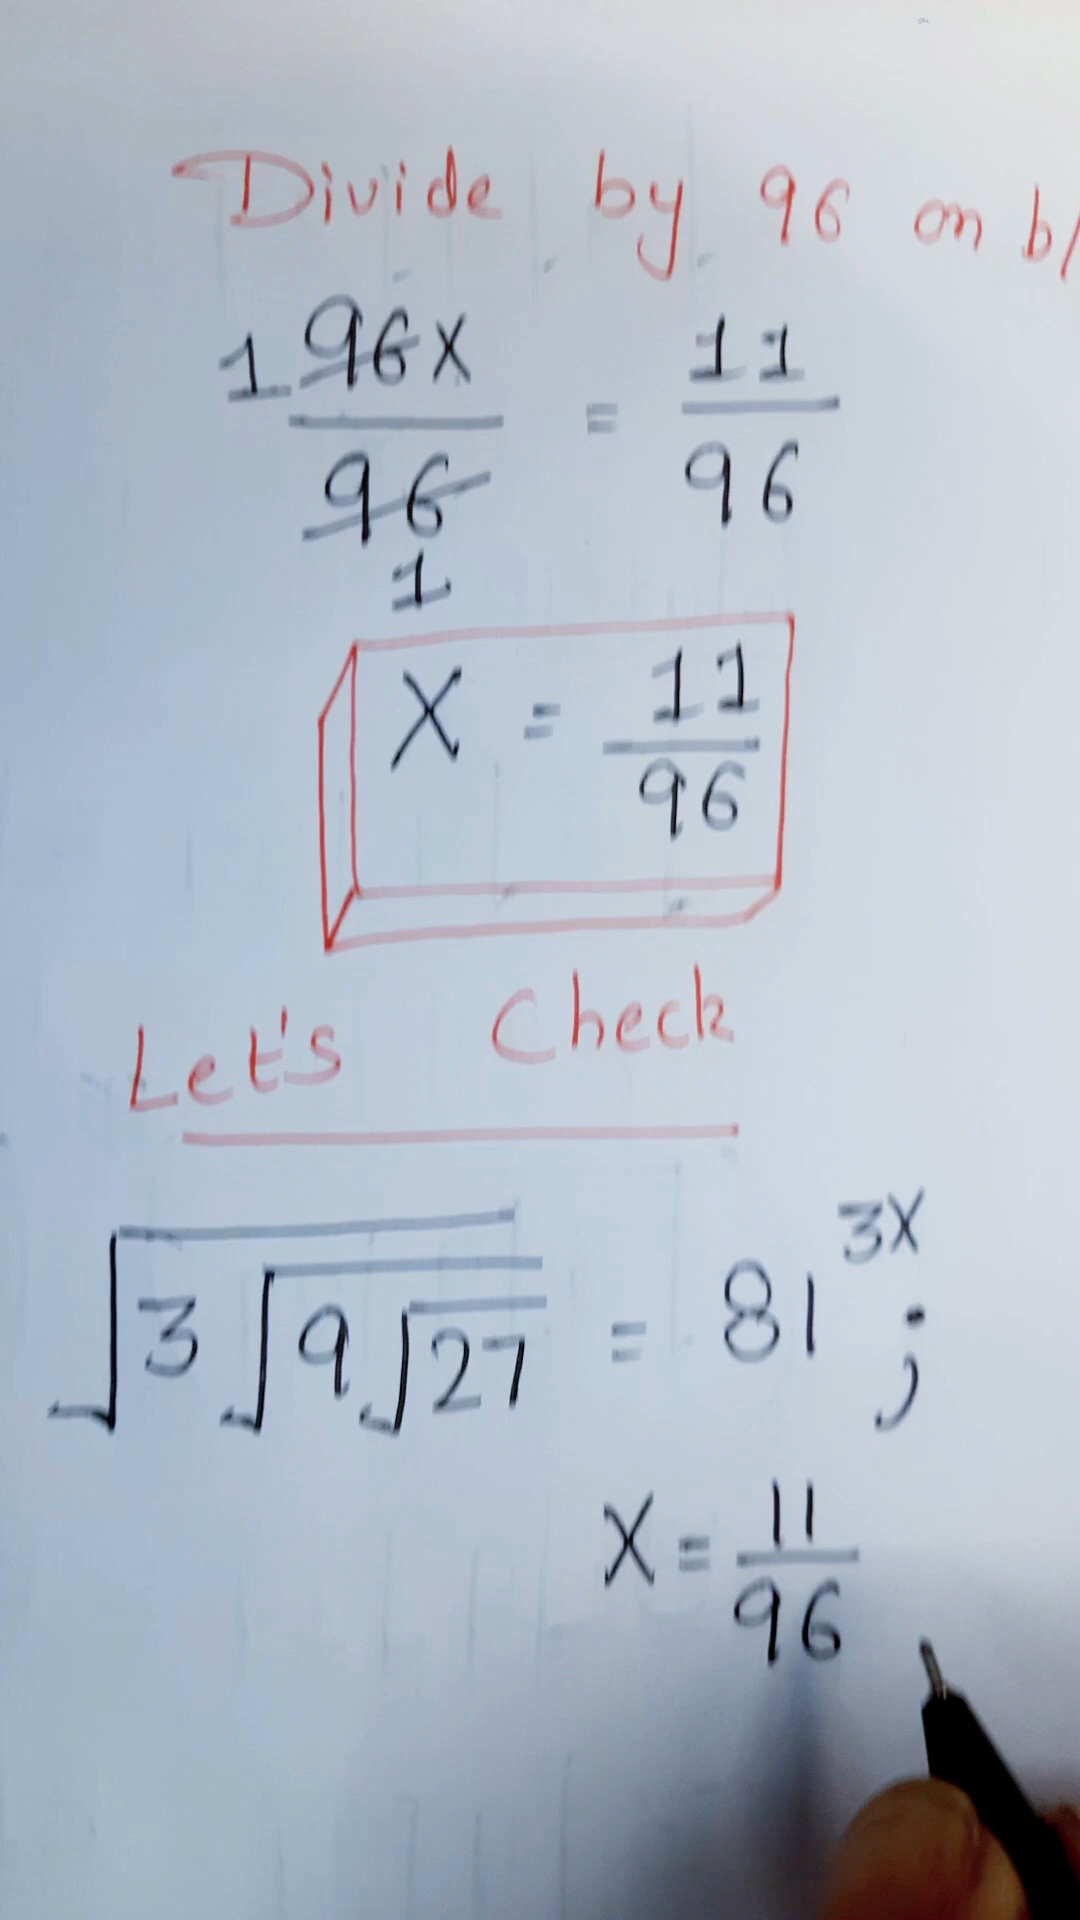 Divide by 96 on b/
1 96x/96 1 = 11/96
X = 11/96
Let's Check
√(3√(9√27)) = 81^(3X) ;
X = 11/96